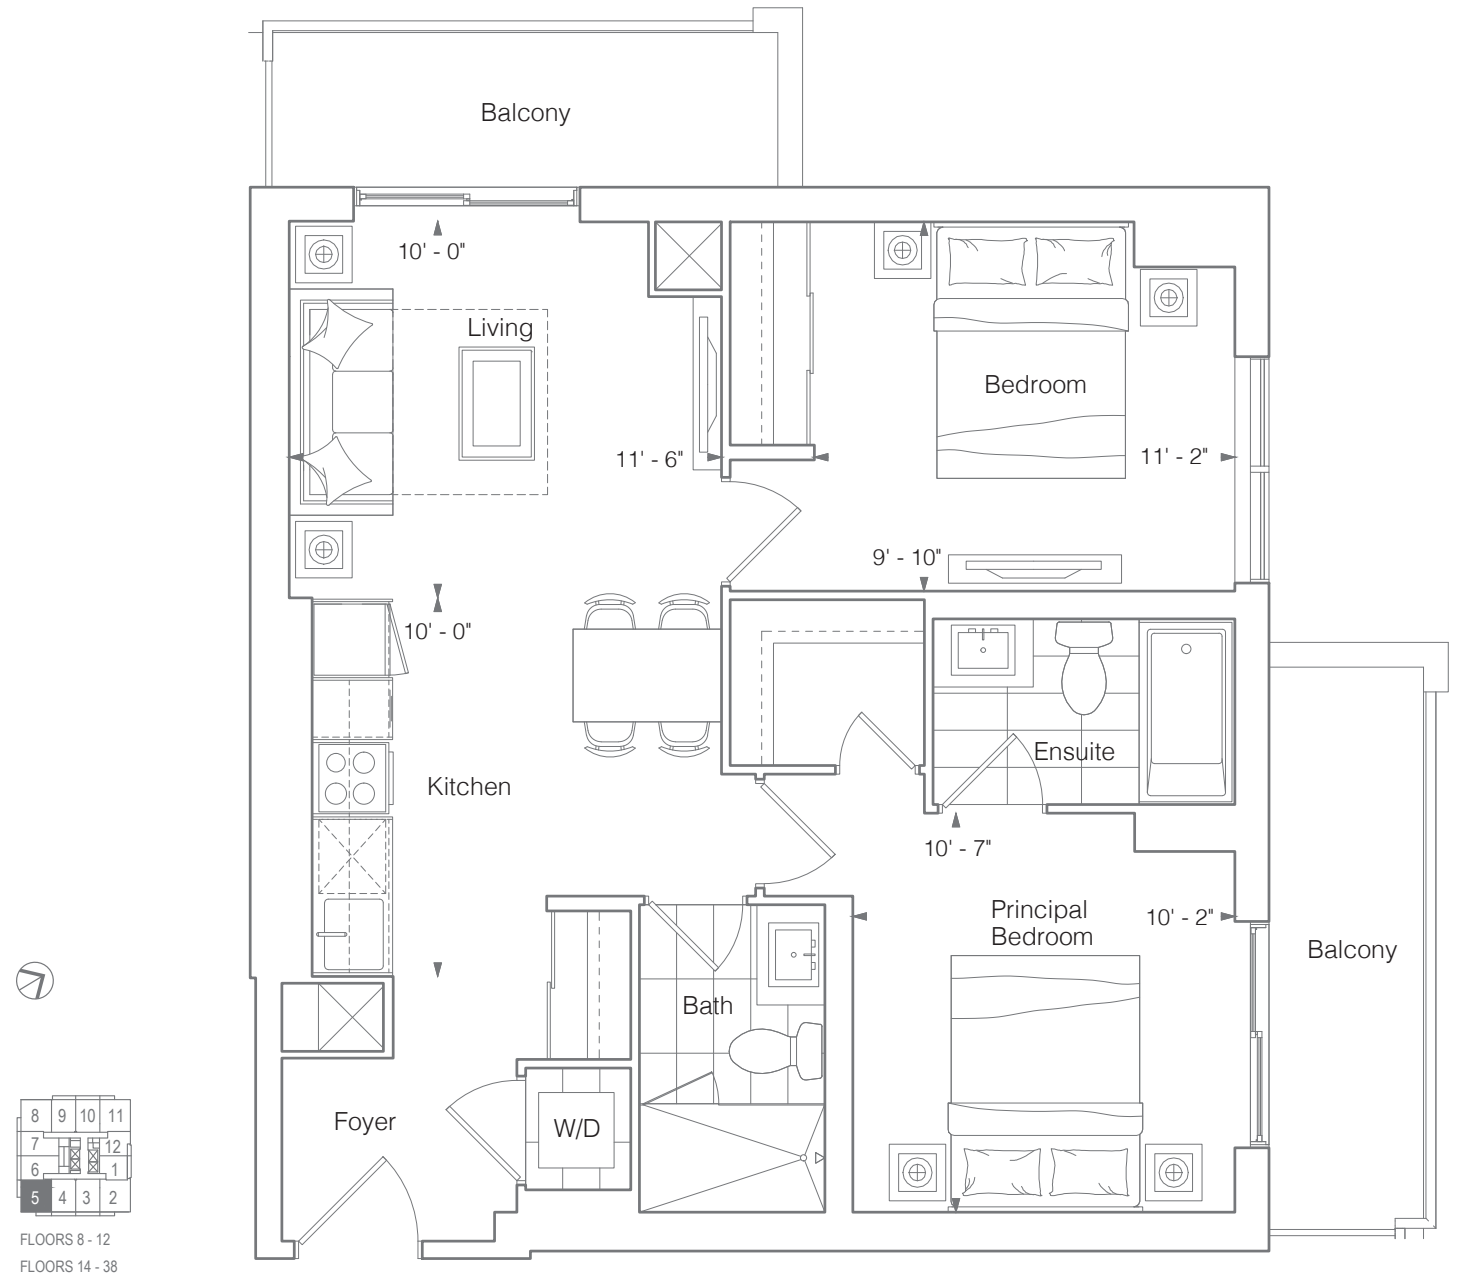 Balcony
10' - 0"
Living
Bedroom
11' - 6"
11' - 2"
9' - 10"
10' - 0"
Ensuite
Kitchen
10' - 7"
Principal
Bedroom
10' - 2"
Balcony
Bath
Foyer
W/D
8 9 10 11
7 12
6 1
5 4 3 2
FLOORS 8 - 12
FLOORS 14 - 38